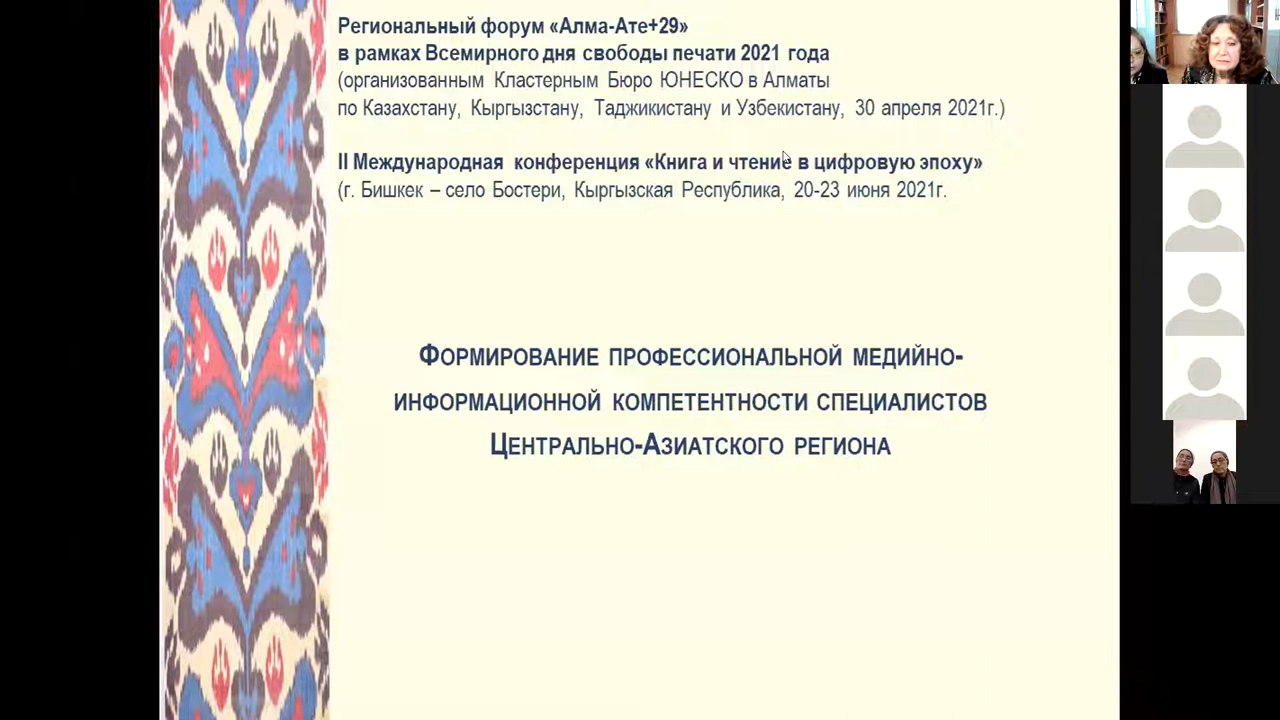 Региональный форум «Алма-Ате+29»
в рамках Всемирного дня свободы печати 2021 года
(организованным Кластерным Бюро ЮНЕСКО в Алматы
по Казахстану, Кыргызстану, Таджикистану и Узбекистану, 30 апреля 2021г.)
II Международная конференция «Книга и чтение в цифровую эпоху»
(г. Бишкек – село Бостери, Кыргызская Республика, 20-23 июня 2021г.
ФОРМИРОВАНИЕ ПРОФЕССИОНАЛЬНОЙ МЕДИЙНО-
ИНФОРМАЦИОННОЙ КОМПЕТЕНТНОСТИ СПЕЦИАЛИСТОВ
ЦЕНТРАЛЬНО-АЗИАТСКОГО РЕГИОНА